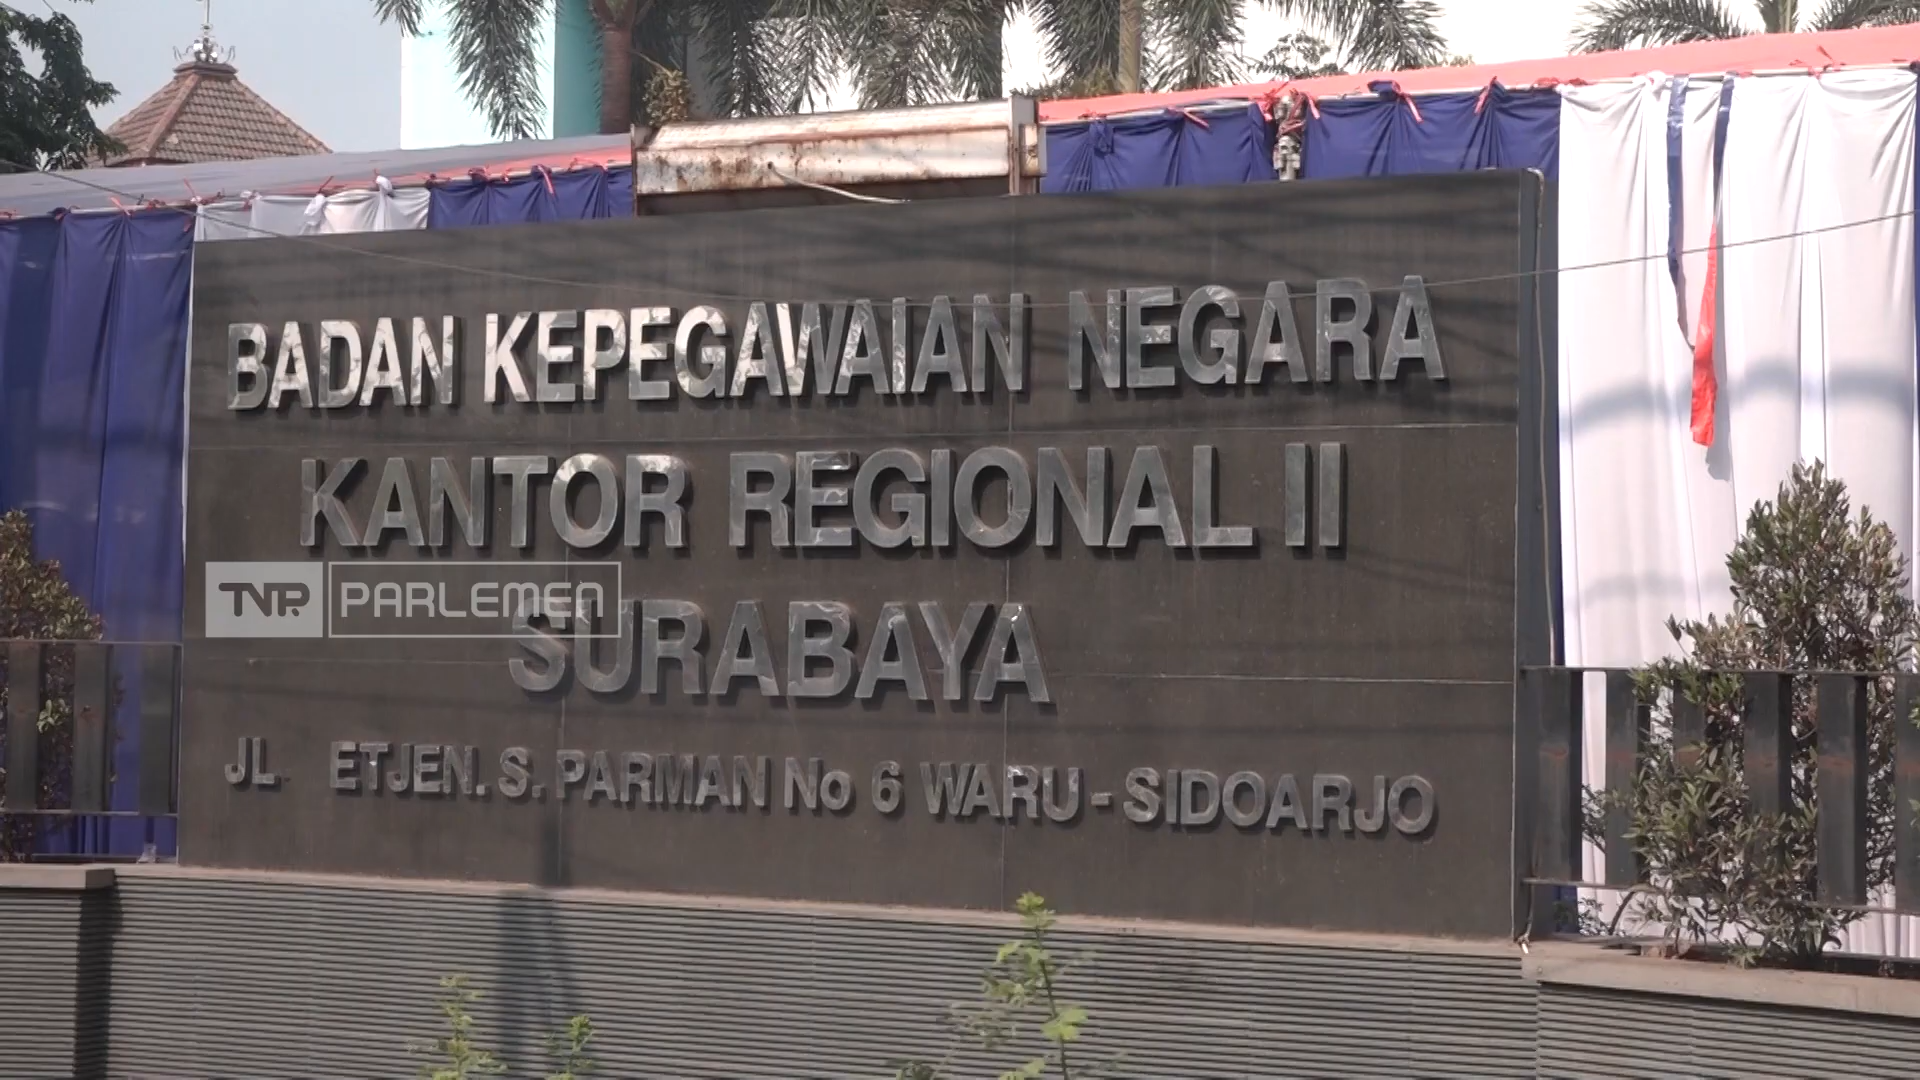 BADAN KEPEGAWAIAN NEGARA
KANTOR REGIONAL II
SURABAYA
JL. ETJEN. S. PARMAN No 6 WARU - SIDOARJO
TVR PARLEMEN